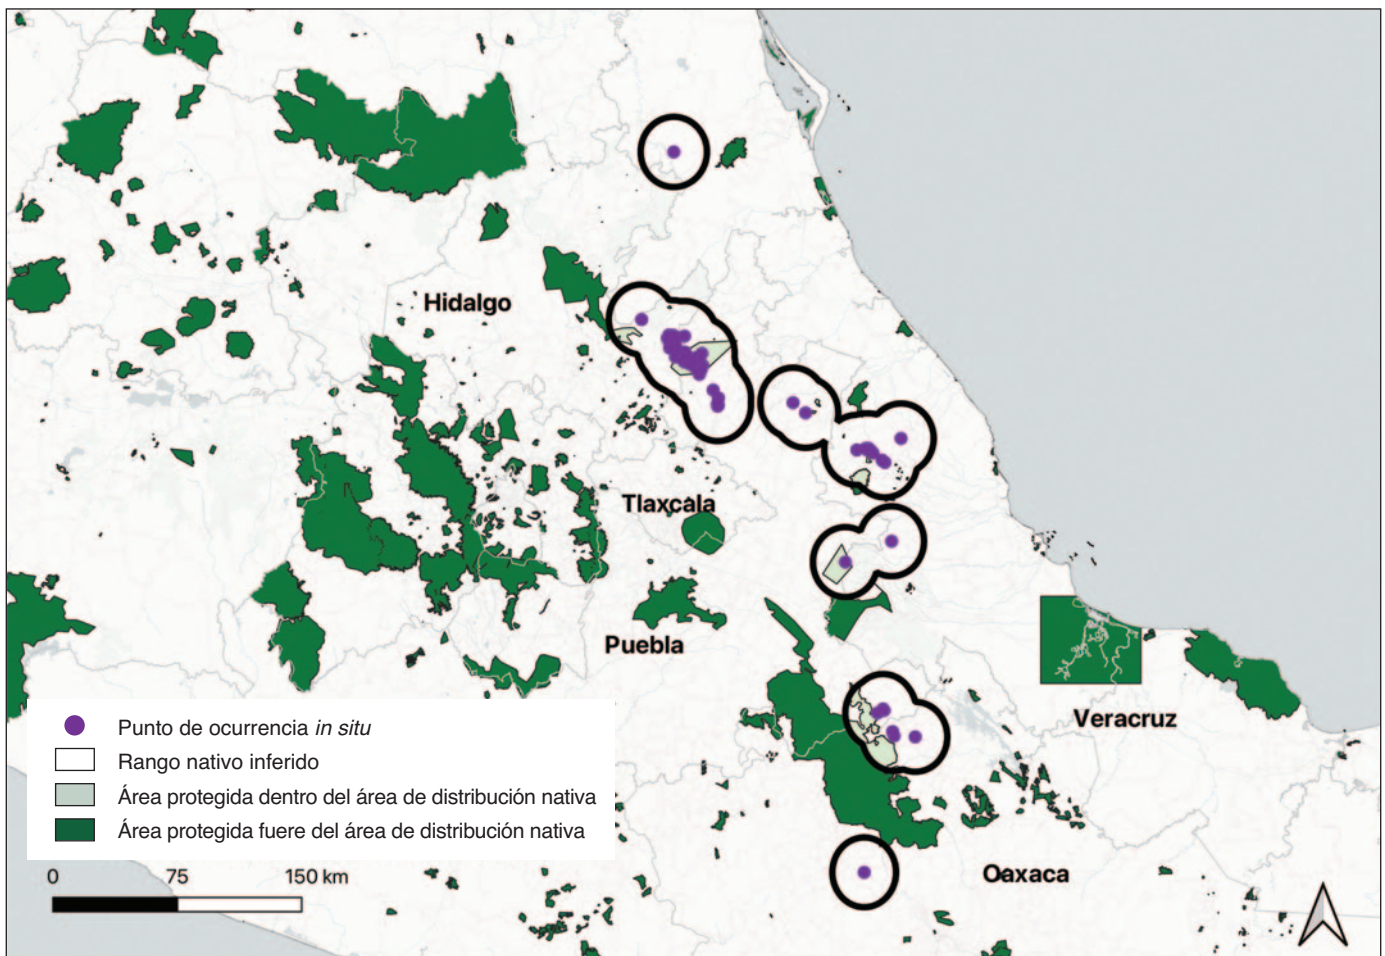 Hidalgo
Tlaxcala
Puebla
Veracruz
Oaxaca
Punto de ocurrencia in situ
Rango nativo inferido
Área protegida dentro del área de distribución nativa
Área protegida fuere del área de distribución nativa
0 75 150 km